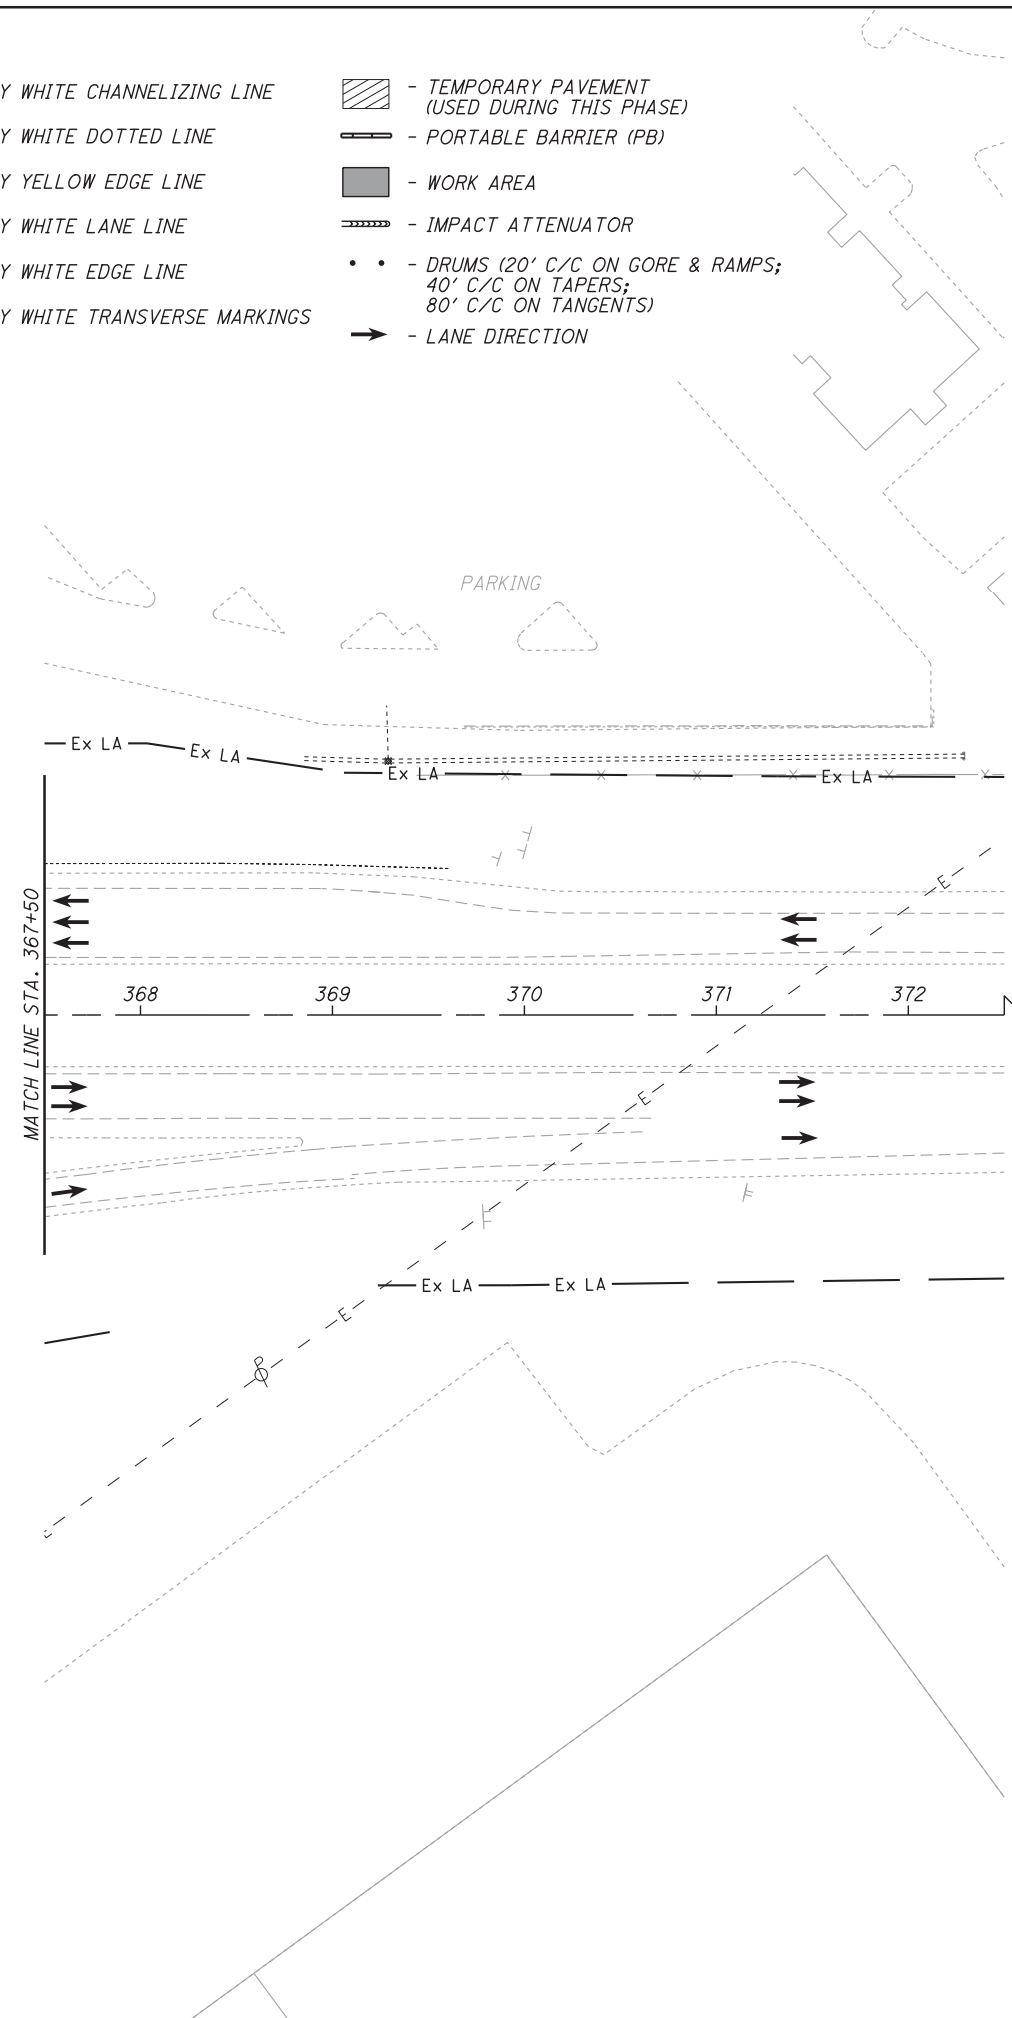 Y WHITE CHANNELIZING LINE
Y WHITE DOTTED LINE
Y YELLOW EDGE LINE
Y WHITE LANE LINE
Y WHITE EDGE LINE
Y WHITE TRANSVERSE MARKINGS
- TEMPORARY PAVEMENT
(USED DURING THIS PHASE)
- PORTABLE BARRIER (PB)
- WORK AREA
- IMPACT ATTENUATOR
- DRUMS (20' C/C ON GORE & RAMPS;
40' C/C ON TAPERS;
80' C/C ON TANGENTS)
- LANE DIRECTION
PARKING
Ex LA
Ex LA
Ex LA
Ex LA
E
MATCH LINE STA. 367+50
368
369
370
371
372
E
Ex LA
Ex LA
E